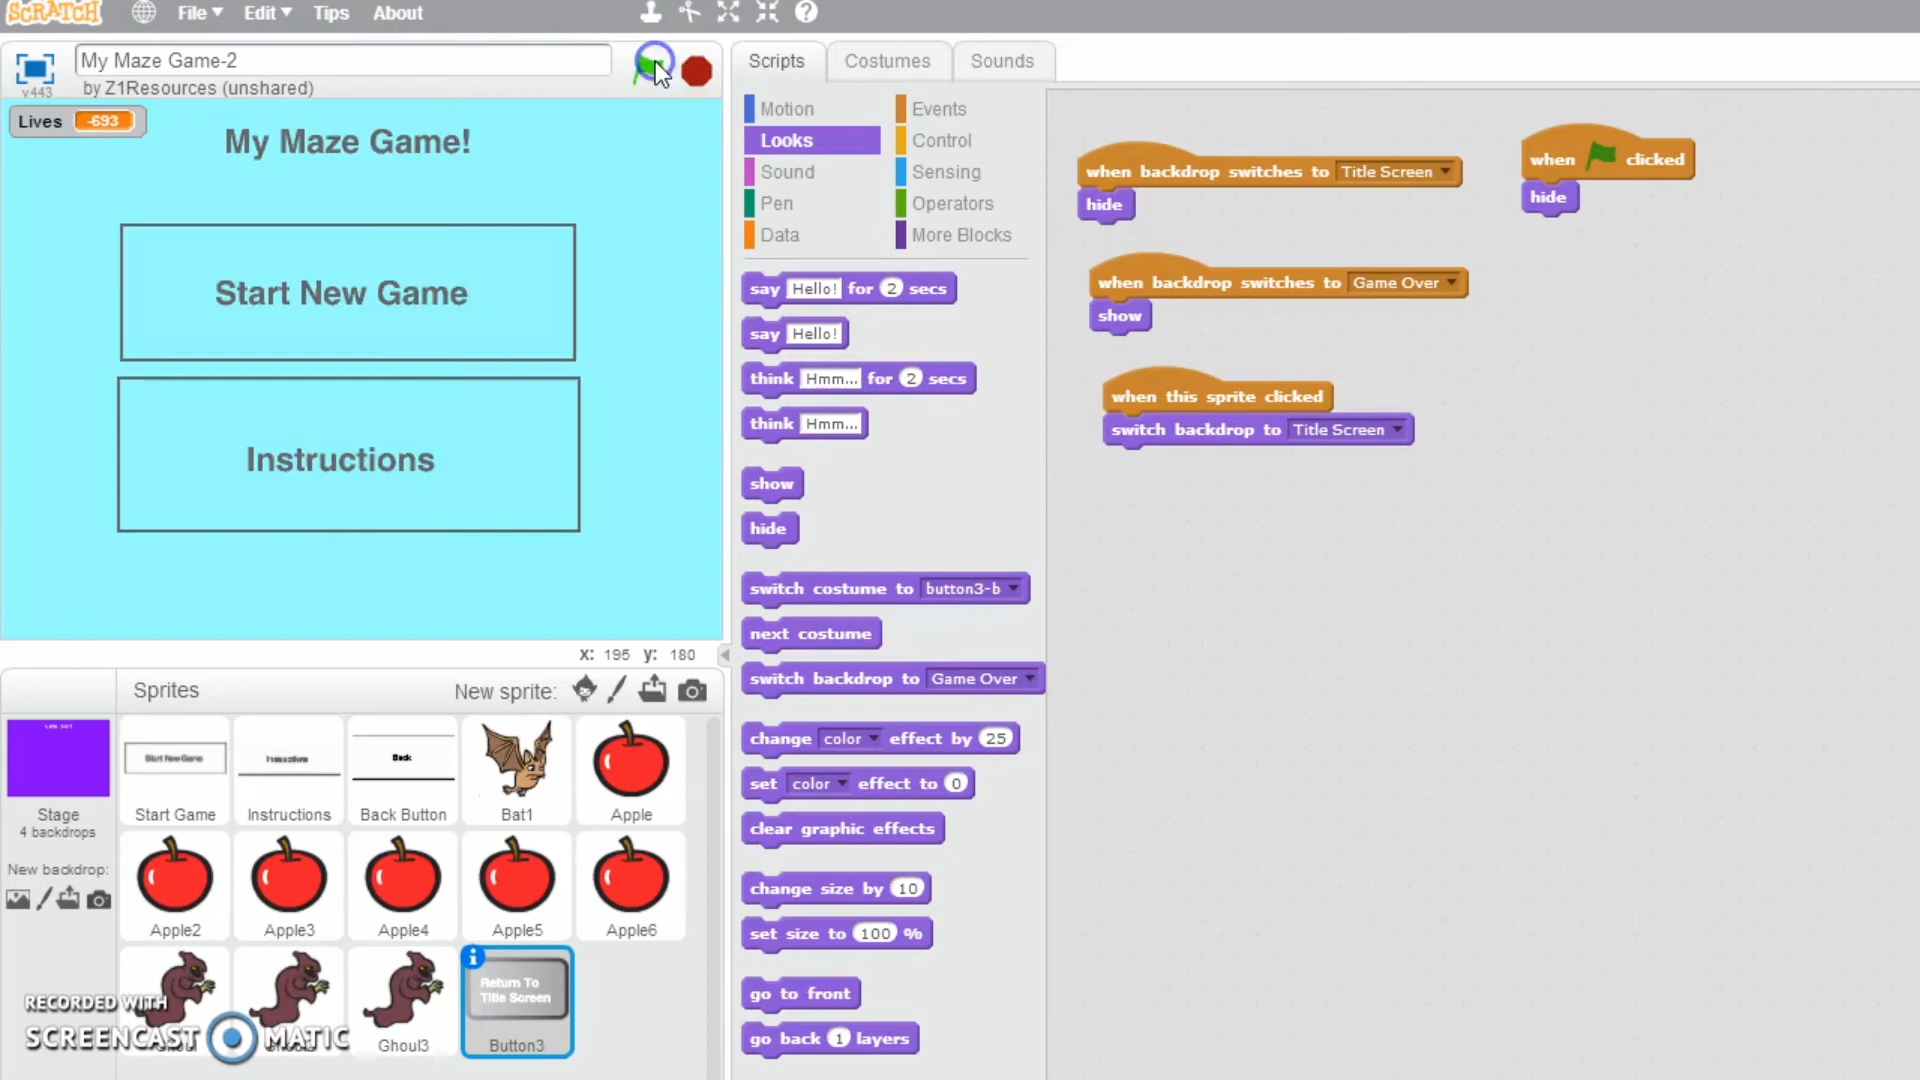 SCRATCH
File Edit Tips About
v443
My Maze Game-2
by Z1Resources (unshared)
Lives -693
My Maze Game!
Start New Game
Instructions
x: 195 y: 180
Sprites New sprite:
Stage
4 backdrops
New backdrop:
Start New Game
Instructions
Back
Start Game
Instructions
Back Button
Bat1
Apple
Apple2
Apple3
Apple4
Apple5
Apple6
Ghoul3
Return To
Title Screen
Button3
RECORDED WITH
SCREENCAST MATIC
Scripts Costumes Sounds
Motion Events
Looks Control
Sound Sensing
Pen Operators
Data More Blocks
say Hello! for 2 secs
say Hello!
think Hmm... for 2 secs
think Hmm...
show
hide
switch costume to button3-b
next costume
switch backdrop to Game Over
change color effect by 25
set color effect to 0
clear graphic effects
change size by 10
set size to 100 %
go to front
go back 1 layers
when backdrop switches to Title Screen
hide
when backdrop switches to Game Over
show
when this sprite clicked
switch backdrop to Title Screen
when clicked
hide